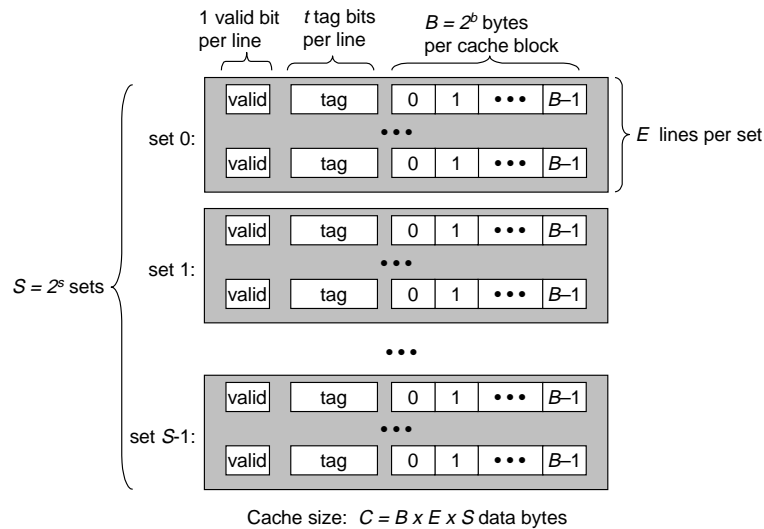 1 valid bit per line
t tag bits per line
B = 2^b bytes per cache block
valid tag 0 1 ••• B–1
set 0: •••
valid tag 0 1 ••• B–1
E lines per set
valid tag 0 1 ••• B–1
set 1: •••
valid tag 0 1 ••• B–1
S = 2^s sets
•••
valid tag 0 1 ••• B–1
set S-1: •••
valid tag 0 1 ••• B–1
Cache size: C = B x E x S data bytes